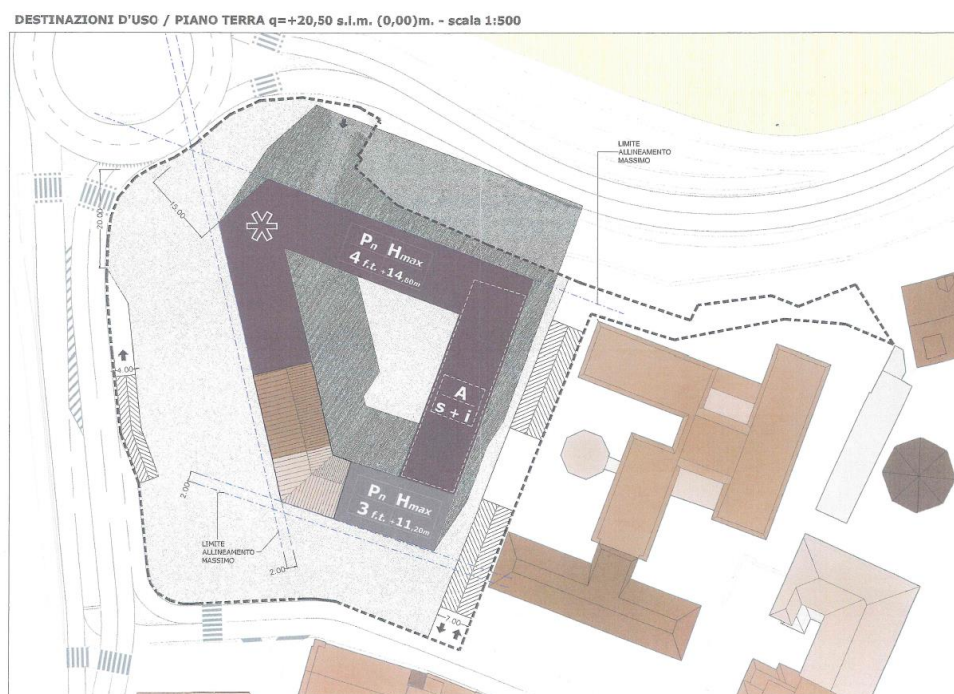 DESTINAZIONI D'USO / PIANO TERRA q=+20,50 s.l.m. (0,00)m. - scala 1:500
LIMITE
ALLINEAMENTO
MASSIMO
20.00
15.00
Pn Hmax
4 f.t. +14,80m
4.00
A
s + i
2.00
Pn Hmax
3 f.t. +11,20m
LIMITE
ALLINEAMENTO
MASSIMO
2.00
7.00